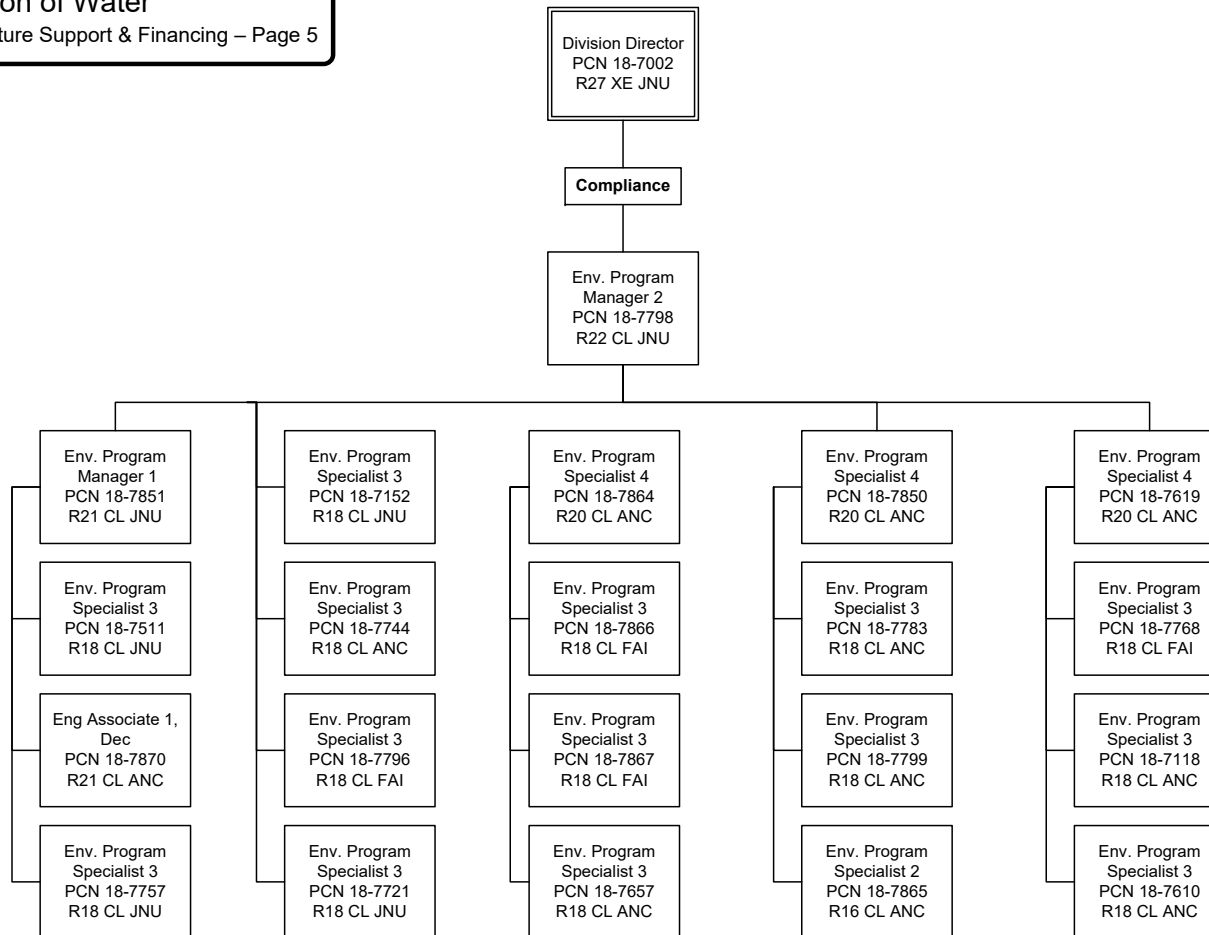 on of Water
ture Support & Financing – Page 5
Division Director
PCN 18-7002
R27 XE JNU
Compliance
Env. Program
Manager 2
PCN 18-7798
R22 CL JNU
Env. Program
Manager 1
PCN 18-7851
R21 CL JNU
Env. Program
Specialist 3
PCN 18-7152
R18 CL JNU
Env. Program
Specialist 4
PCN 18-7864
R20 CL ANC
Env. Program
Specialist 4
PCN 18-7850
R20 CL ANC
Env. Program
Specialist 4
PCN 18-7619
R20 CL ANC
Env. Program
Specialist 3
PCN 18-7511
R18 CL JNU
Env. Program
Specialist 3
PCN 18-7744
R18 CL ANC
Env. Program
Specialist 3
PCN 18-7866
R18 CL FAI
Env. Program
Specialist 3
PCN 18-7783
R18 CL ANC
Env. Program
Specialist 3
PCN 18-7768
R18 CL FAI
Eng Associate 1,
Dec
PCN 18-7870
R21 CL ANC
Env. Program
Specialist 3
PCN 18-7796
R18 CL FAI
Env. Program
Specialist 3
PCN 18-7867
R18 CL FAI
Env. Program
Specialist 3
PCN 18-7799
R18 CL ANC
Env. Program
Specialist 3
PCN 18-7118
R18 CL ANC
Env. Program
Specialist 3
PCN 18-7757
R18 CL JNU
Env. Program
Specialist 3
PCN 18-7721
R18 CL JNU
Env. Program
Specialist 3
PCN 18-7657
R18 CL ANC
Env. Program
Specialist 2
PCN 18-7865
R16 CL ANC
Env. Program
Specialist 3
PCN 18-7610
R18 CL ANC